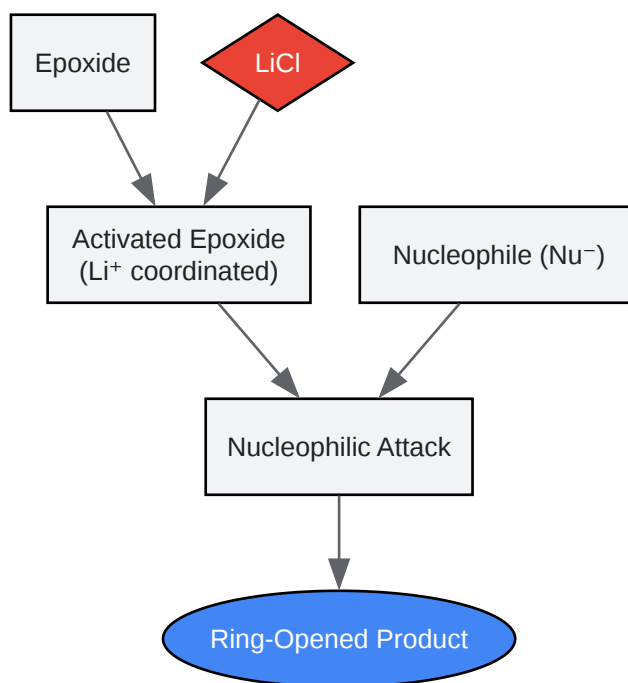 Epoxide
LiCl
Activated Epoxide
(Li⁺ coordinated)
Nucleophile (Nu⁻)
Nucleophilic Attack
Ring-Opened Product